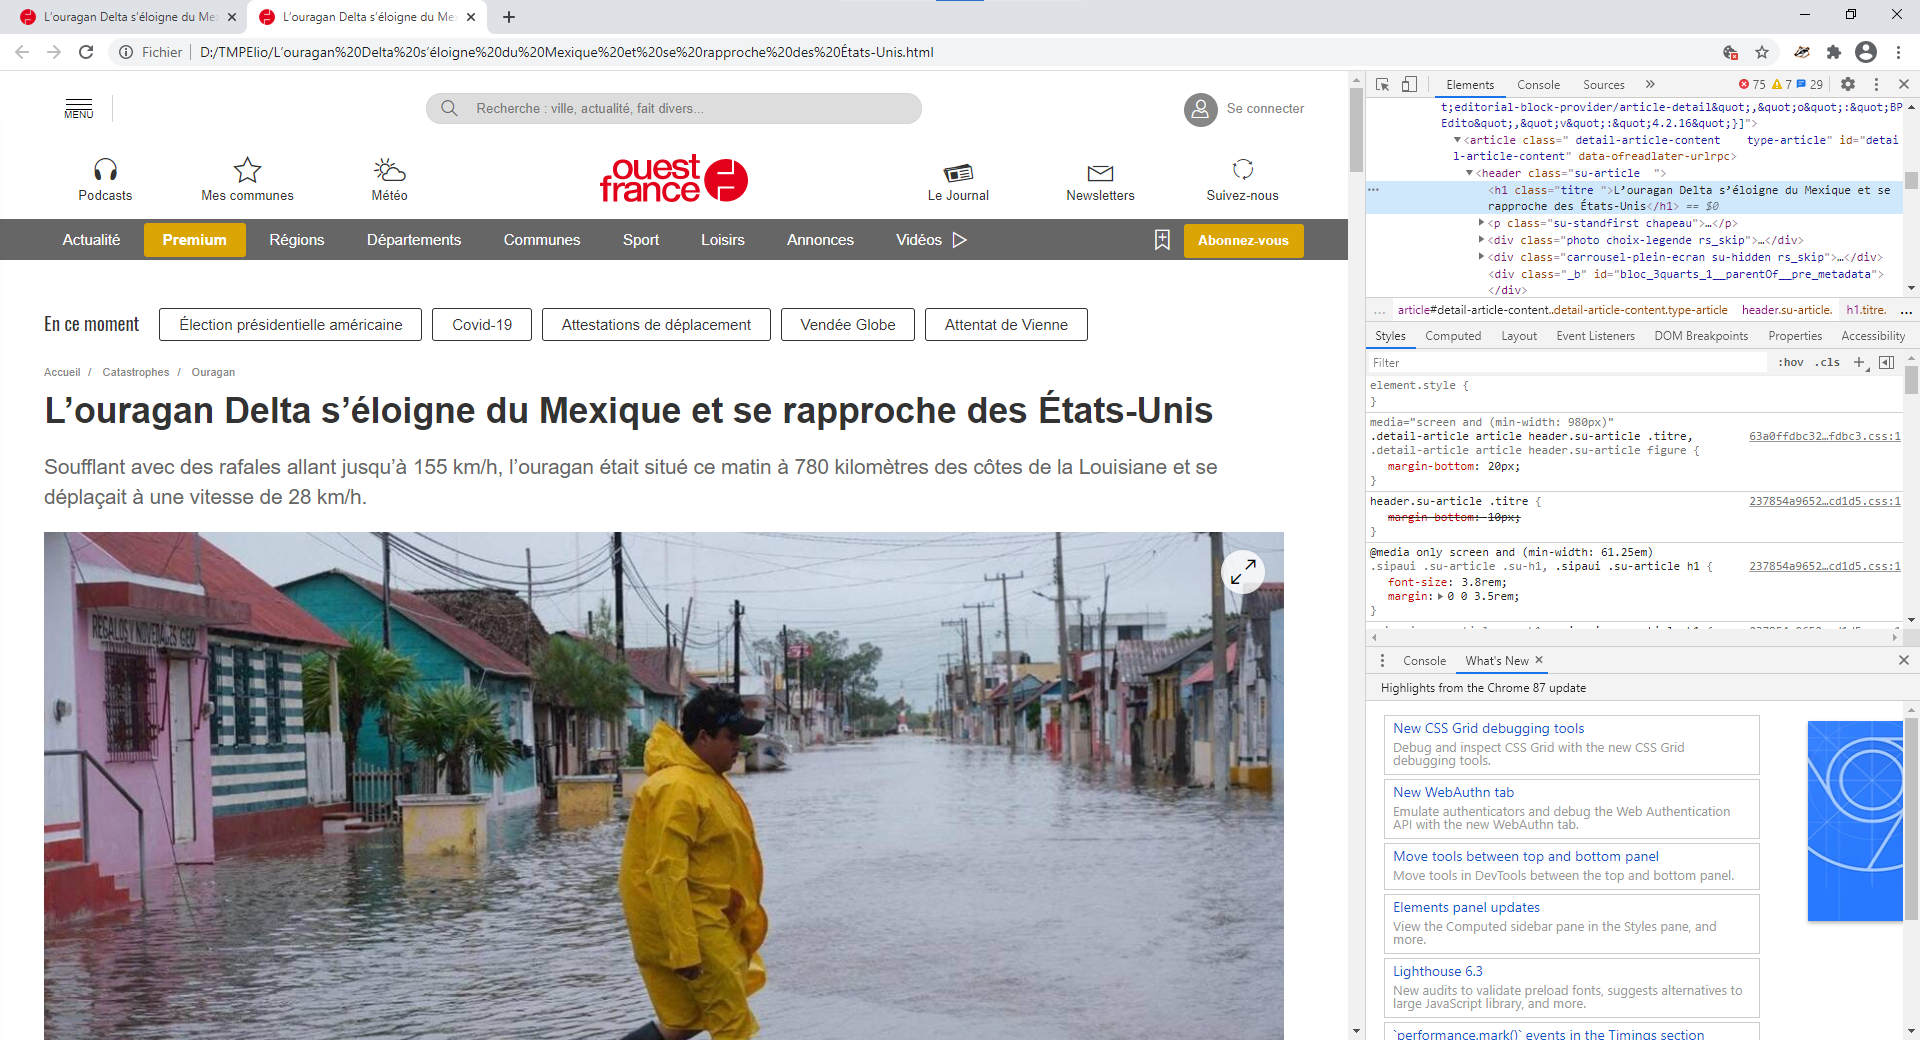 L’ouragan Delta s’éloigne du Me
L’ouragan Delta s’éloigne du Me
Fichier
D:/TMPElio/L’ouragan%20Delta%20s’éloigne%20du%20Mexique%20et%20se%20rapproche%20des%20États-Unis.html
MENU
Recherche : ville, actualité, fait divers...
Se connecter
Podcasts
Mes communes
Météo
ouest
france
Le Journal
Newsletters
Suivez-nous
Actualité
Premium
Régions
Départements
Communes
Sport
Loisirs
Annonces
Vidéos
Abonnez-vous
En ce moment
Élection présidentielle américaine
Covid-19
Attestations de déplacement
Vendée Globe
Attentat de Vienne
Accueil / Catastrophes / Ouragan
L’ouragan Delta s’éloigne du Mexique et se rapproche des États-Unis
Soufflant avec des rafales allant jusqu’à 155 km/h, l’ouragan était situé ce matin à 780 kilomètres des côtes de la Louisiane et se
déplaçait à une vitesse de 28 km/h.
REGALOS Y NOVEDADES GEO
Elements
Console
Sources
»
75
7
29
t;editorial-block-provider/article-detail&quot;,&quot;o&quot;:&quot;BP
Edito&quot;,&quot;v&quot;:&quot;4.2.16&quot;}]">
<article class=" detail-article-content    type-article" id="detai
l-article-content" data-ofreadlater-urlrpc>
<header class="su-article  ">
<h1 class="titre ">L’ouragan Delta s’éloigne du Mexique et se
rapproche des États-Unis</h1> == $0
<p class="su-standfirst chapeau">…</p>
<div class="photo choix-legende rs_skip">…</div>
<div class="carrousel-plein-ecran su-hidden rs_skip">…</div>
<div class="_b" id="bloc_3quarts_1__parentOf__pre_metadata">
</div>
... article#detail-article-content..detail-article-content.type-article
header.su-article.
h1.titre.
...
Styles
Computed
Layout
Event Listeners
DOM Breakpoints
Properties
Accessibility
Filter
:hov
.cls
element.style {
}
media="screen and (min-width: 980px)"
.detail-article article header.su-article .titre,
63a0ffdbc32…fdbc3.css:1
.detail-article article header.su-article figure {
margin-bottom: 20px;
}
header.su-article .titre {
237854a9652…cd1d5.css:1
margin-bottom: 10px;
}
@media only screen and (min-width: 61.25em)
.sipaui .su-article .su-h1, .sipaui .su-article h1 {
237854a9652…cd1d5.css:1
font-size: 3.8rem;
margin: 0 0 3.5rem;
}
Console
What's New
Highlights from the Chrome 87 update
New CSS Grid debugging tools
Debug and inspect CSS Grid with the new CSS Grid
debugging tools.
New WebAuthn tab
Emulate authenticators and debug the Web Authentication
API with the new WebAuthn tab.
Move tools between top and bottom panel
Move tools in DevTools between the top and bottom panel.
Elements panel updates
View the Computed sidebar pane in the Styles pane, and
more.
Lighthouse 6.3
New audits to validate preload fonts, suggests alternatives to
large JavaScript library, and more.
`performance.mark()` events in the Timings section